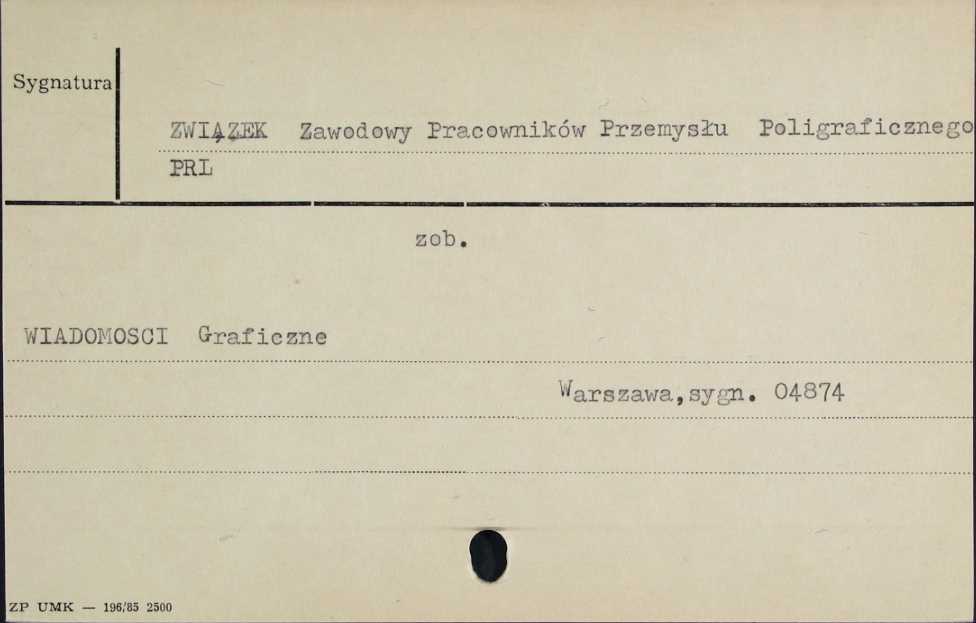 Sygnatura
ZWIĄZEK Zawodowy Pracowników Przemysłu Poligraficznego
PRL
zob.
WIADOMOSCI Graficzne
Warszawa,sygn. 04874
ZP UMK — 196/85 2500